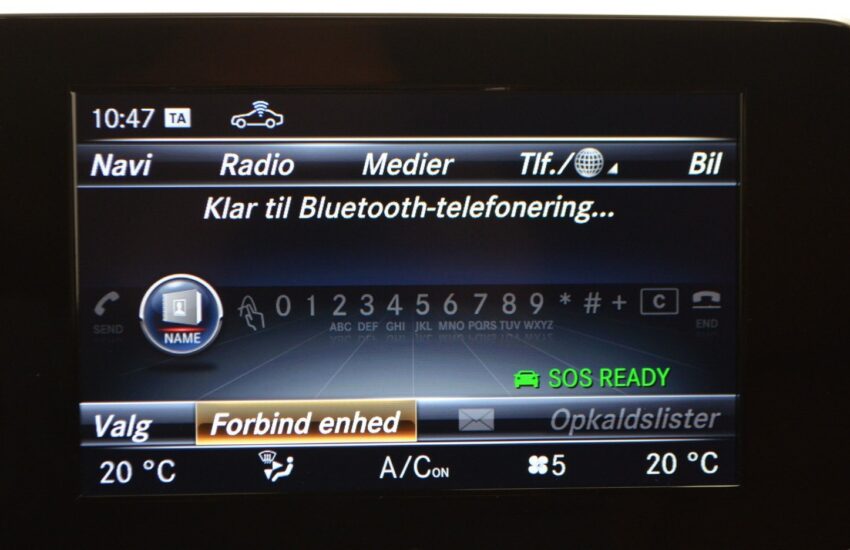 10:47 TA
Navi Radio Medier Tlf./ Bil
Klar til Bluetooth-telefonering...
0 1 2 3 4 5 6 7 8 9 * # + C
SEND NAME ABC DEF GHI JKL MNO PQRS TUV WXYZ END
SOS READY
Valg Forbind enhed Opkaldslister
20 °C A/C ON 5 20 °C